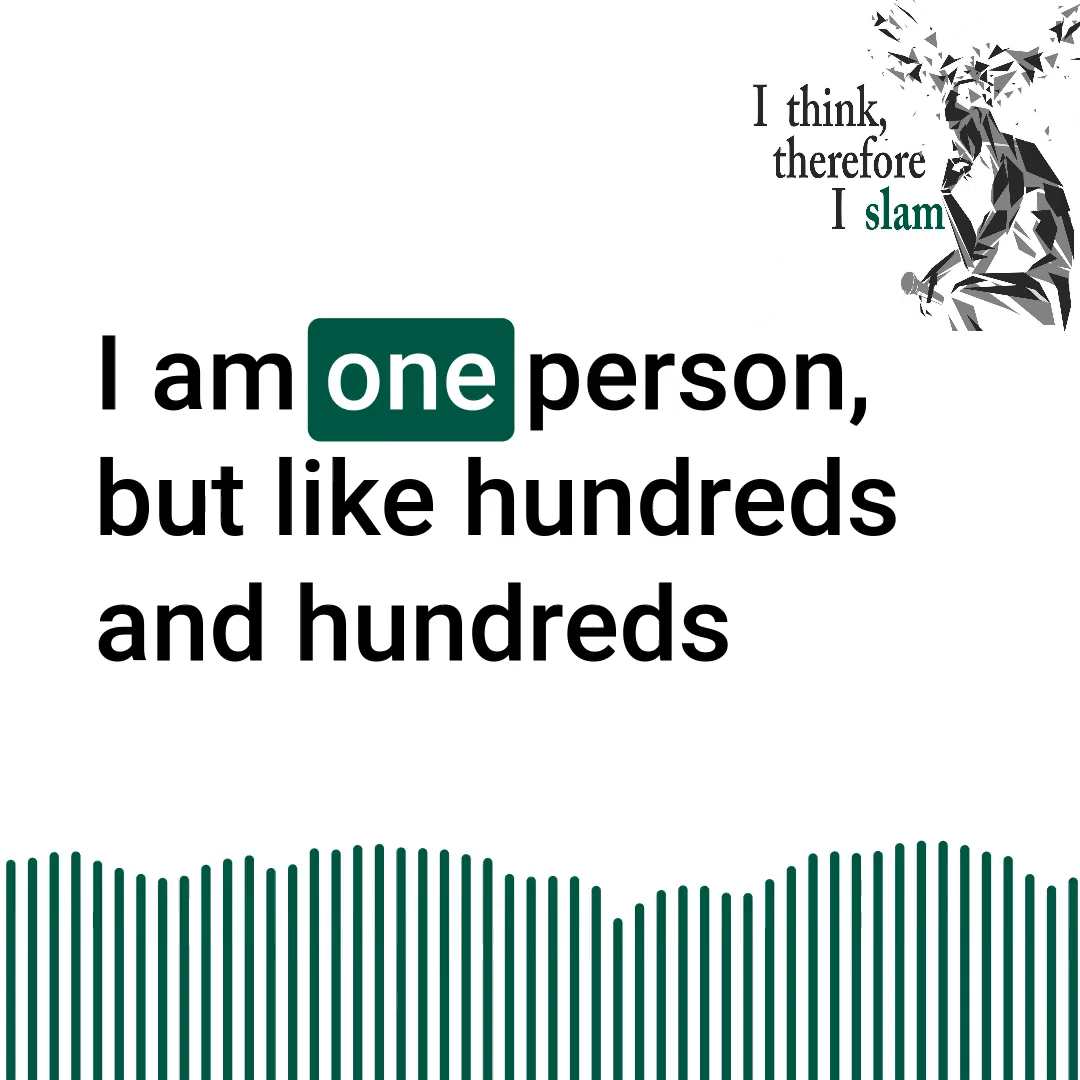 I think,
therefore
I slam
I am one person,
but like hundreds
and hundreds